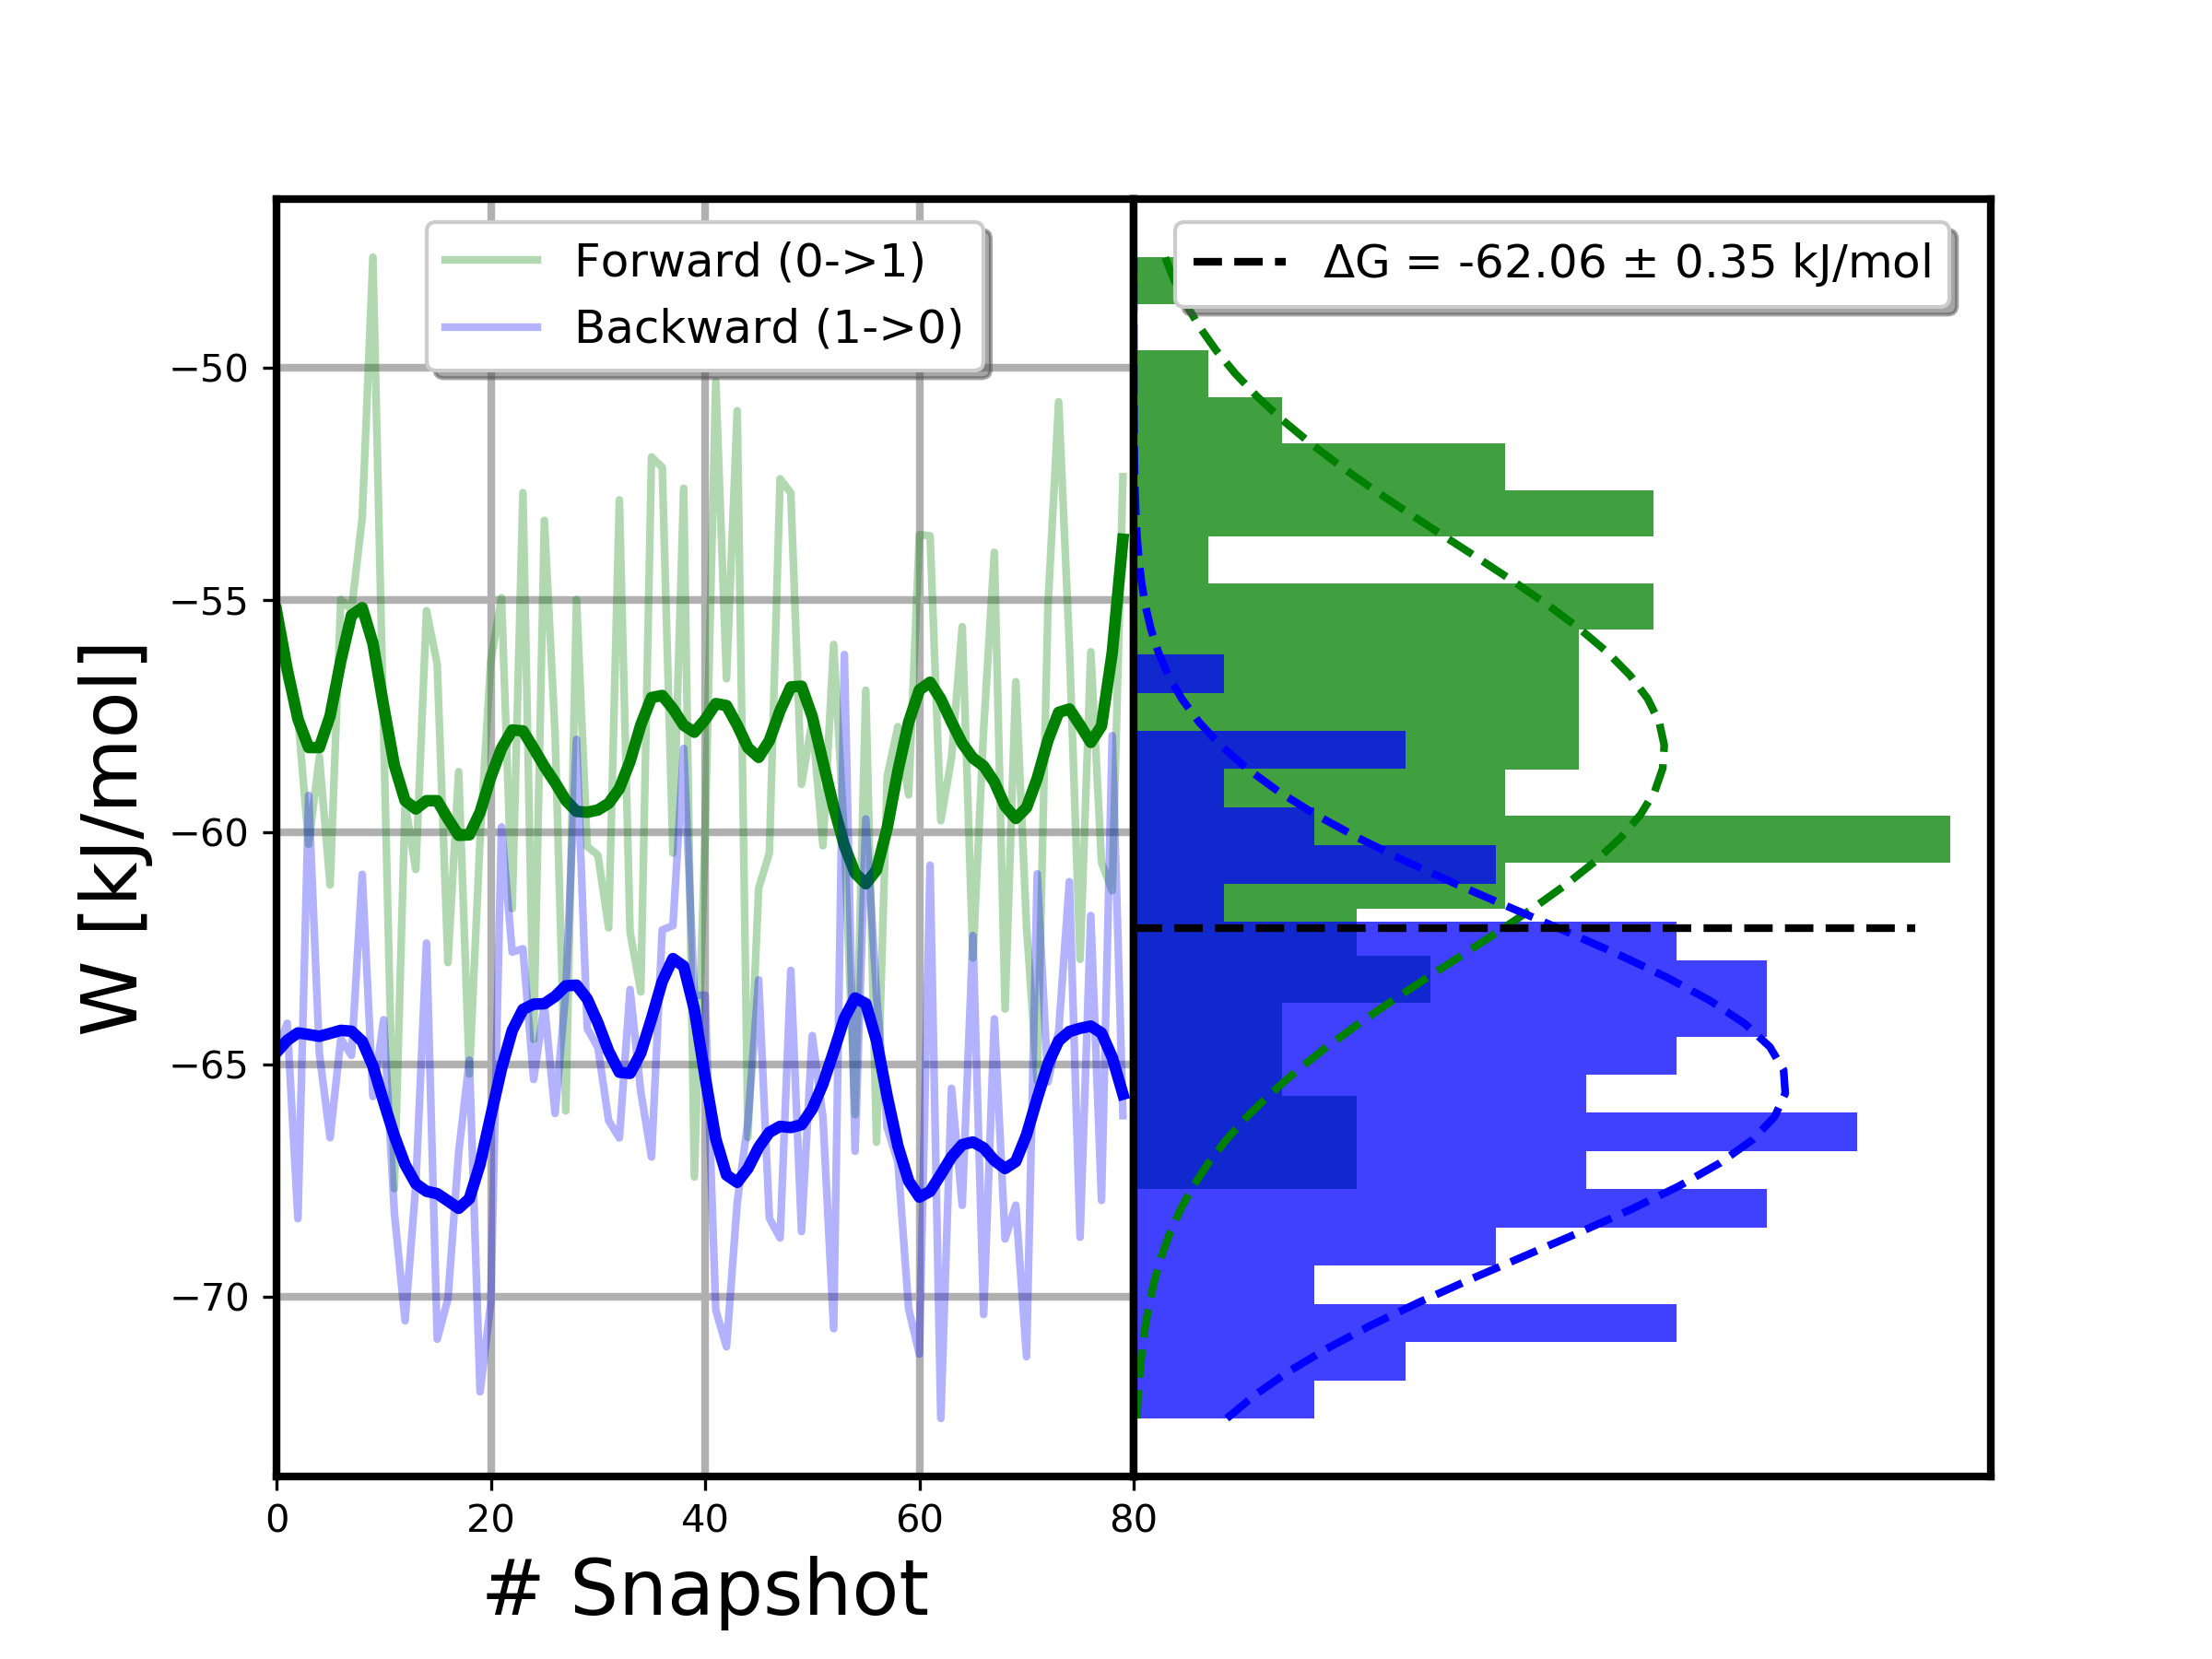 Forward (0->1)
Backward (1->0)
ΔG = -62.06 ± 0.35 kJ/mol
W [kJ/mol]
−50
−55
−60
−65
−70
0 20 40 60 80
# Snapshot